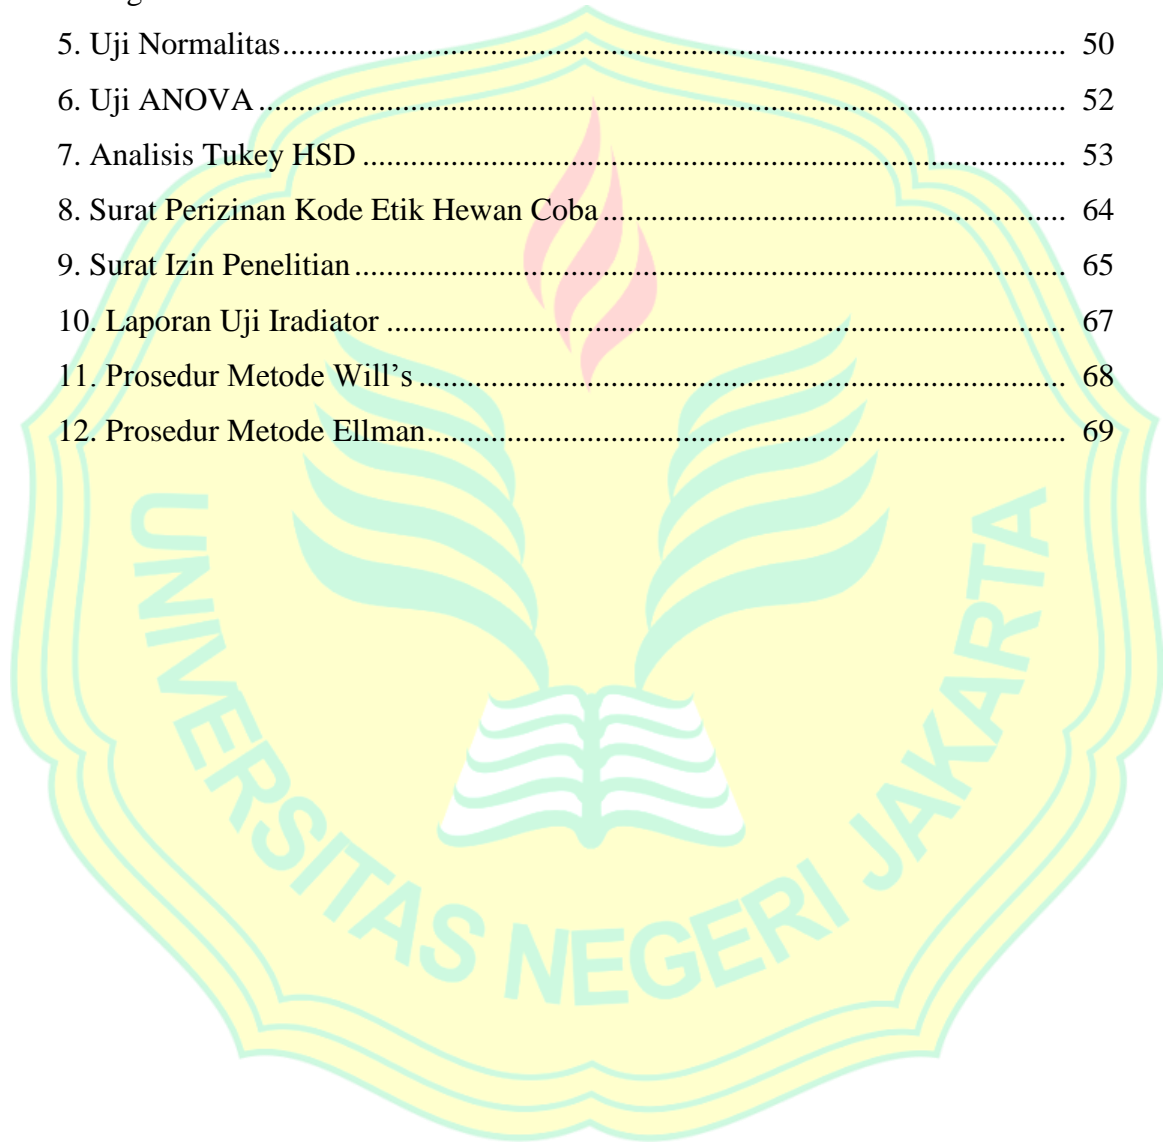 5. Uji Normalitas.................................................................................................. 50
6. Uji ANOVA..................................................................................................... 52
7. Analisis Tukey HSD........................................................................................ 53
8. Surat Perizinan Kode Etik Hewan Coba.......................................................... 64
9. Surat Izin Penelitian......................................................................................... 65
10. Laporan Uji Iradiator ..................................................................................... 67
11. Prosedur Metode Will’s ................................................................................. 68
12. Prosedur Metode Ellman................................................................................ 69
UNIVERSITAS NEGERI JAKARTA